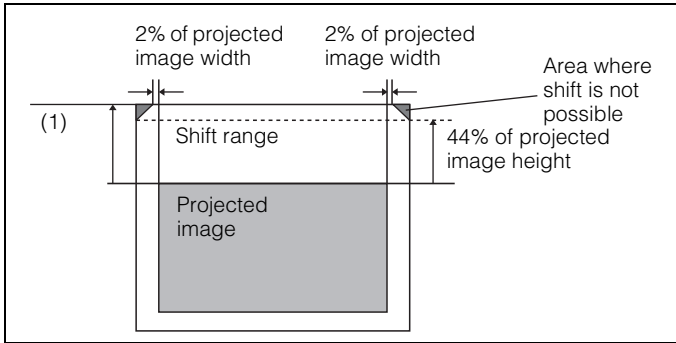 2% of projected
image width
2% of projected
image width
Area where
shift is not
possible
(1)
Shift range
44% of projected
image height
Projected
image